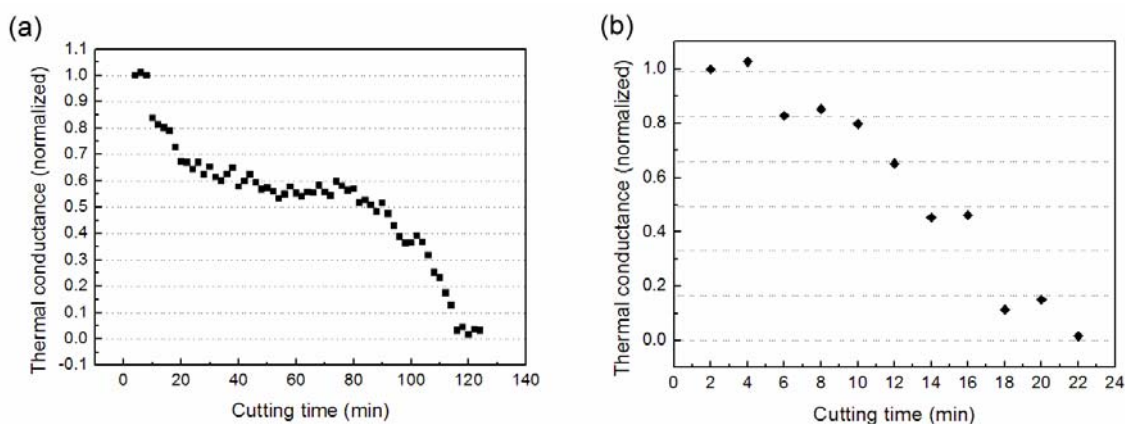 (a)
Thermal conductance (normalized)
1.1
1.0
0.9
0.8
0.7
0.6
0.5
0.4
0.3
0.2
0.1
0.0
-0.1
0 20 40 60 80 100 120 140
Cutting time (min)
(b)
Thermal conductance (normalized)
1.0
0.8
0.6
0.4
0.2
0.0
0 2 4 6 8 10 12 14 16 18 20 22 24
Cutting time (min)